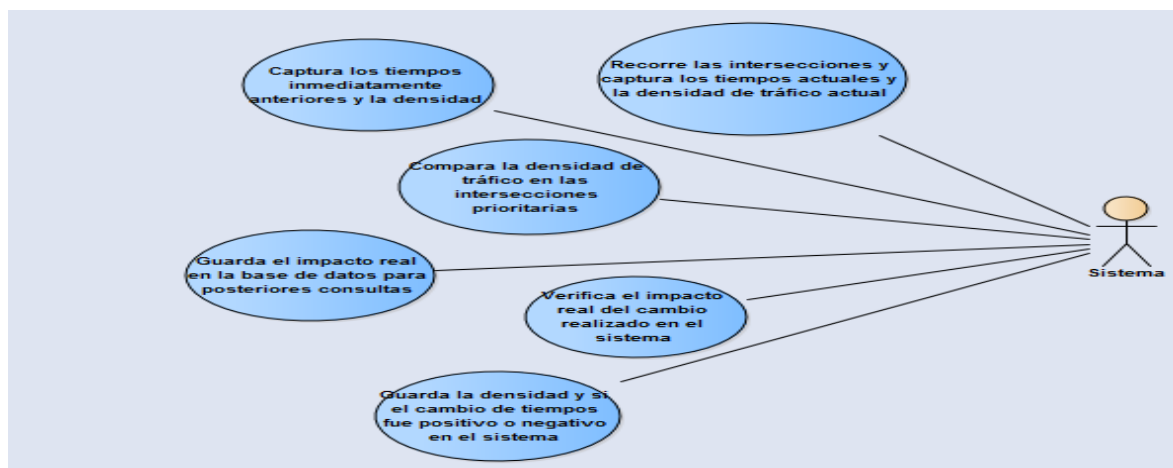 Captura los tiempos
inmediatamente
anteriores y la densidad
Recorre las intersecciones y
captura los tiempos actuales y
la densidad de tráfico actual
Compara la densidad de
tráfico en las
intersecciones
prioritarias
Guarda el impacto real
en la base de datos para
posteriores consultas
Verifica el impacto
real del cambio
realizado en el
sistema
Guarda la densidad y si
el cambio de tiempos
fue positivo o negativo
en el sistema
Sistema